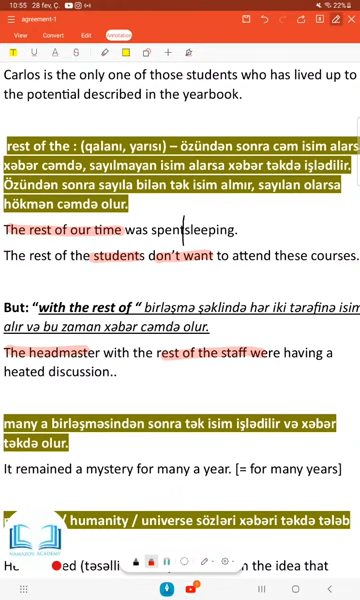 10:55 28 fev, Ç. 22%
agreement-1
View Convert Edit Annotation
Carlos is the only one of those students who has lived up to
the potential described in the yearbook.
rest of the : (qalanı, yarısı) – özündən sonra cəm isim alarsa
xəbər cəmdə, sayılmayan isim alarsa xəbər təkdə işlədilir.
Özündən sonra sayıla bilən tək isim almır, sayılan olarsa
hökmən cəmdə olur.
The rest of our time was spent sleeping.
The rest of the students don't want to attend these courses.
But: "with the rest of " birləşmə şəklində hər iki tərəfinə isim
alır və bu zaman xəbər cəmdə olur.
The headmaster with the rest of the staff were having a
heated discussion..
many a birləşməsindən sonra tək isim işlədilir və xəbər
təkdə olur.
It remained a mystery for many a year. [= for many years]
/ humanity / universe sözləri xəbəri təkdə tələb
He ed (təsəlli the idea that